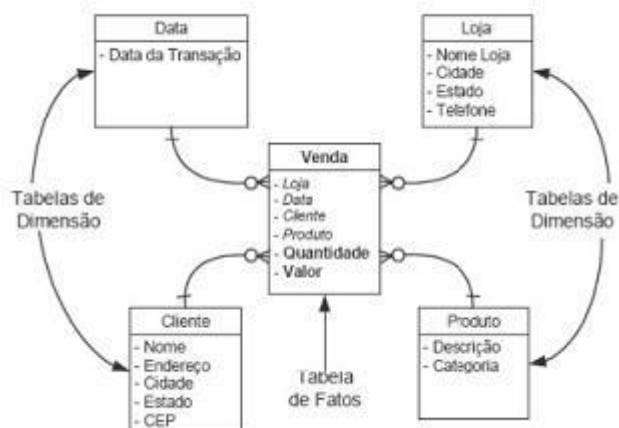 Data
- Data da Transação
Loja
- Nome Loja
- Cidade
- Estado
- Telefone
Venda
- Loja
- Data
- Cliente
- Produto
- Quantidade
- Valor
Tabelas de
Dimensão
Tabelas de
Dimensão
Cliente
- Nome
- Endereço
- Cidade
- Estado
- CEP
Produto
- Descrição
- Categoria
Tabela
de Fatos